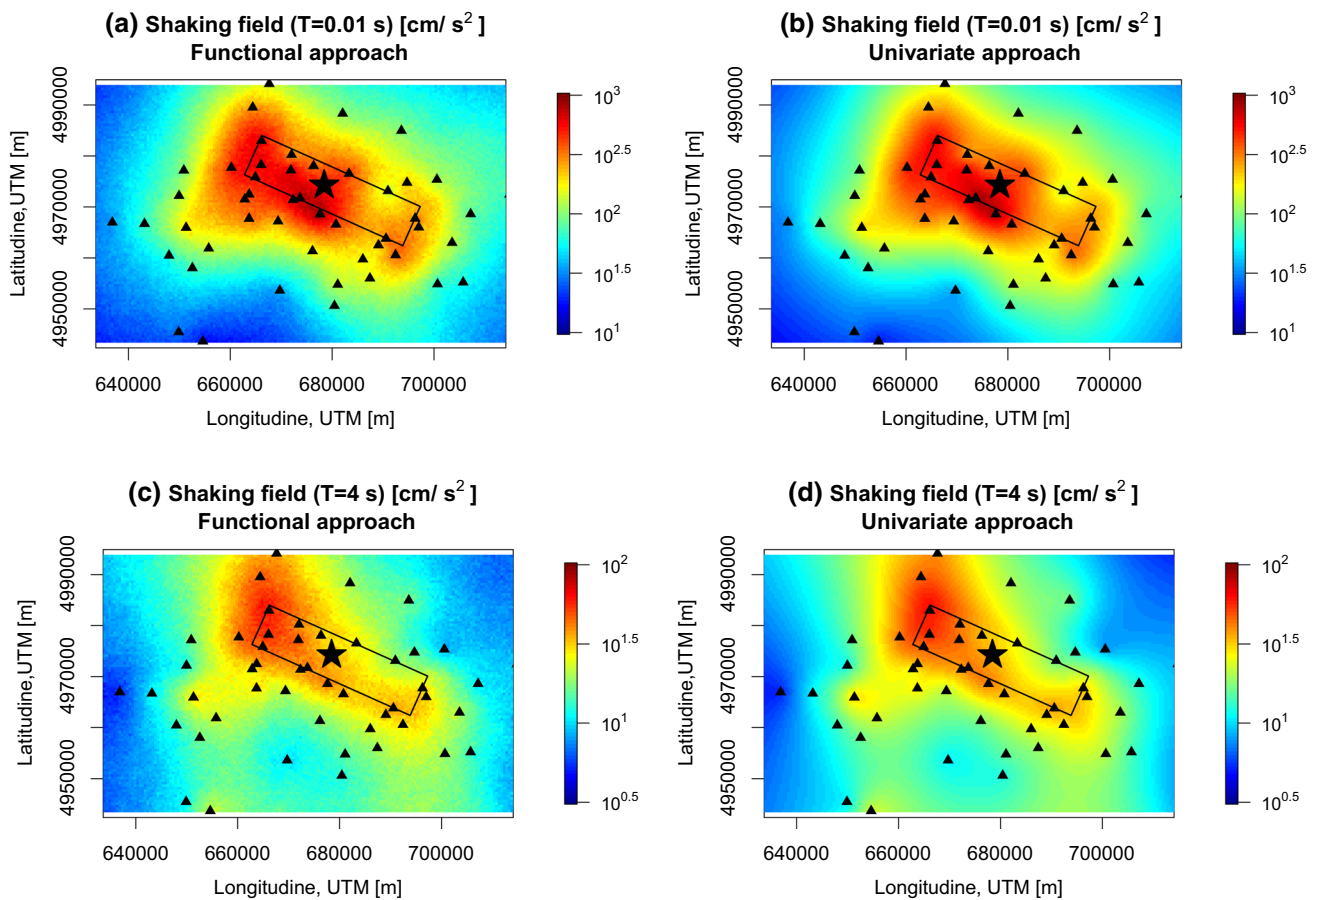 (a) Shaking field (T=0.01 s) [cm/ s² ]
Functional approach
Latitudine,UTM [m]
4990000
4970000
4950000
640000 660000 680000 700000
Longitudine, UTM [m]
10³
10²·⁵
10²
10¹·⁵
10¹
(b) Shaking field (T=0.01 s) [cm/ s² ]
Univariate approach
Latitudine,UTM [m]
4990000
4970000
4950000
640000 660000 680000 700000
Longitudine, UTM [m]
10³
10²·⁵
10²
10¹·⁵
10¹
(c) Shaking field (T=4 s) [cm/ s² ]
Functional approach
Latitudine,UTM [m]
4990000
4970000
4950000
640000 660000 680000 700000
Longitudine, UTM [m]
10²
10¹·⁵
10¹
10⁰·⁵
(d) Shaking field (T=4 s) [cm/ s² ]
Univariate approach
Latitudine,UTM [m]
4990000
4970000
4950000
640000 660000 680000 700000
Longitudine, UTM [m]
10²
10¹·⁵
10¹
10⁰·⁵